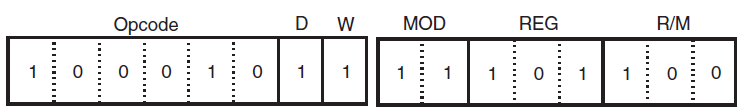 Opcode D W MOD REG R/M
1 0 0 0 1 0 1 1 1 1 1 0 1 1 0 0